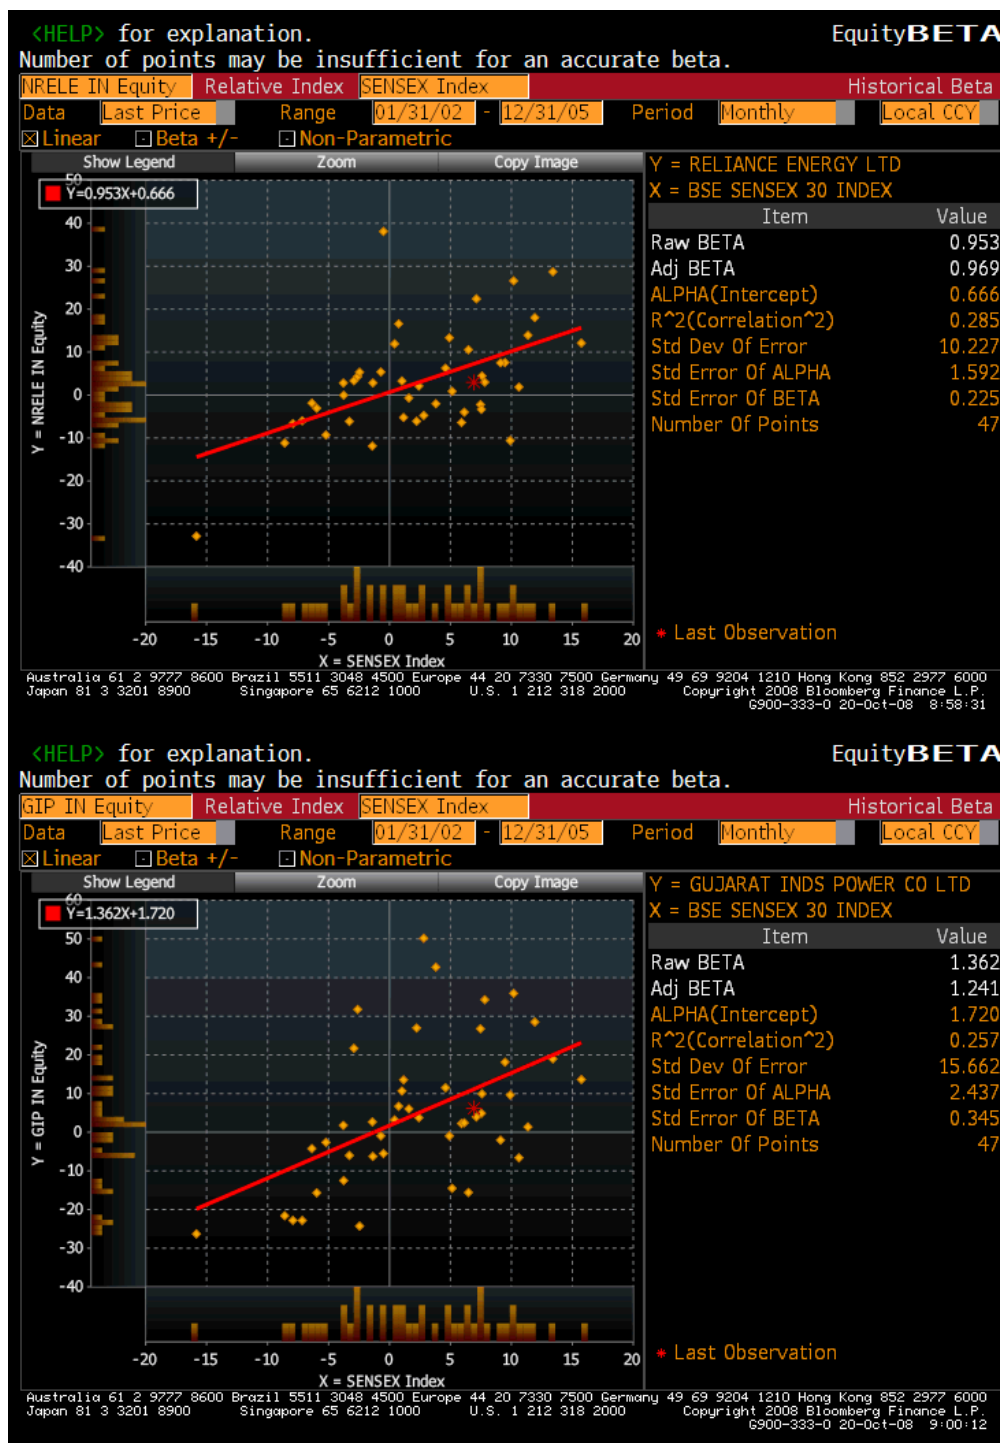 <HELP> for explanation. EquityBETA
Number of points may be insufficient for an accurate beta.
NRELE IN Equity Relative Index SENSEX Index Historical Beta
Data Last Price Range 01/31/02 - 12/31/05 Period Monthly Local CCY
Linear Beta +/- Non-Parametric
Show Legend Zoom Copy Image
Y=0.953X+0.666
50
40
30
20
10
0
-10
-20
-30
-40
Y = NRELE IN Equity
-20 -15 -10 -5 0 5 10 15 20
X = SENSEX Index
Y = RELIANCE ENERGY LTD
X = BSE SENSEX 30 INDEX
Item Value
Raw BETA 0.953
Adj BETA 0.969
ALPHA(Intercept) 0.666
R^2(Correlation^2) 0.285
Std Dev Of Error 10.227
Std Error Of ALPHA 1.592
Std Error Of BETA 0.225
Number Of Points 47
* Last Observation
Australia 61 2 9777 8600 Brazil 5511 3048 4500 Europe 44 20 7330 7500 Germany 49 69 9204 1210 Hong Kong 852 2977 6000
Japan 81 3 3201 8900 Singapore 65 6212 1000 U.S. 1 212 318 2000 Copyright 2008 Bloomberg Finance L.P.
G900-333-0 20-Oct-08 8:58:31
<HELP> for explanation. EquityBETA
Number of points may be insufficient for an accurate beta.
GIP IN Equity Relative Index SENSEX Index Historical Beta
Data Last Price Range 01/31/02 - 12/31/05 Period Monthly Local CCY
Linear Beta +/- Non-Parametric
Show Legend Zoom Copy Image
Y=1.362X+1.720
60
50
40
30
20
10
0
-10
-20
-30
-40
Y = GIP IN Equity
-20 -15 -10 -5 0 5 10 15 20
X = SENSEX Index
Y = GUJARAT INDS POWER CO LTD
X = BSE SENSEX 30 INDEX
Item Value
Raw BETA 1.362
Adj BETA 1.241
ALPHA(Intercept) 1.720
R^2(Correlation^2) 0.257
Std Dev Of Error 15.662
Std Error Of ALPHA 2.437
Std Error Of BETA 0.345
Number Of Points 47
* Last Observation
Australia 61 2 9777 8600 Brazil 5511 3048 4500 Europe 44 20 7330 7500 Germany 49 69 9204 1210 Hong Kong 852 2977 6000
Japan 81 3 3201 8900 Singapore 65 6212 1000 U.S. 1 212 318 2000 Copyright 2008 Bloomberg Finance L.P.
G900-333-0 20-Oct-08 9:00:12